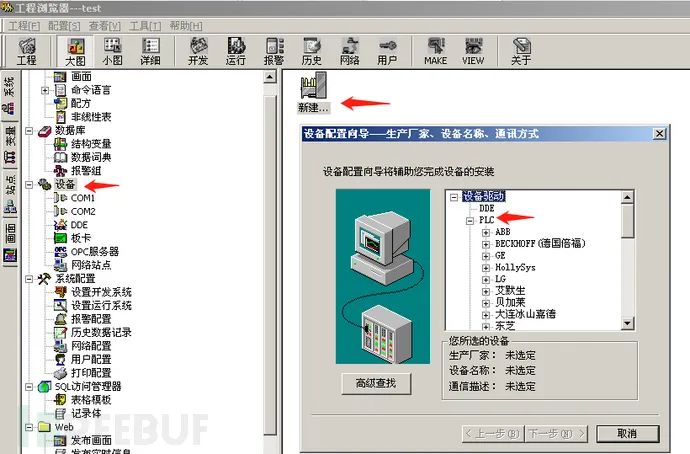 工程浏览器---test
工程[F] 配置[S] 查看[V] 工具[T] 帮助[H]
工程 大图 小图 详细 开发 运行 报警 历史 网络 用户 MAKE VIEW 关于
系统
变量
站点
画面
画面
命令语言
配方
非线性表
数据库
结构变量
数据词典
报警组
设备
COM1
COM2
DDE
板卡
OPC服务器
网络站点
系统配置
设置开发系统
设置运行系统
报警配置
历史数据记录
网络配置
用户配置
打印配置
SQL访问管理器
表格模板
记录体
Web
发布画面
发布实时信息
新建...
设备配置向导---生产厂家、设备名称、通讯方式
设备配置向导将辅助您完成设备的安装
设备驱动
DDE
PLC
ABB
BECKHOFF(德国倍福)
GE
HollySys
LG
艾默生
贝加莱
大连冰山嘉德
东芝
高级查找
您所选的设备
生产厂家： 未选定
设备名称： 未选定
通信描述： 未选定
<上一步(B) 下一步(N)> 取消
FREEBUF